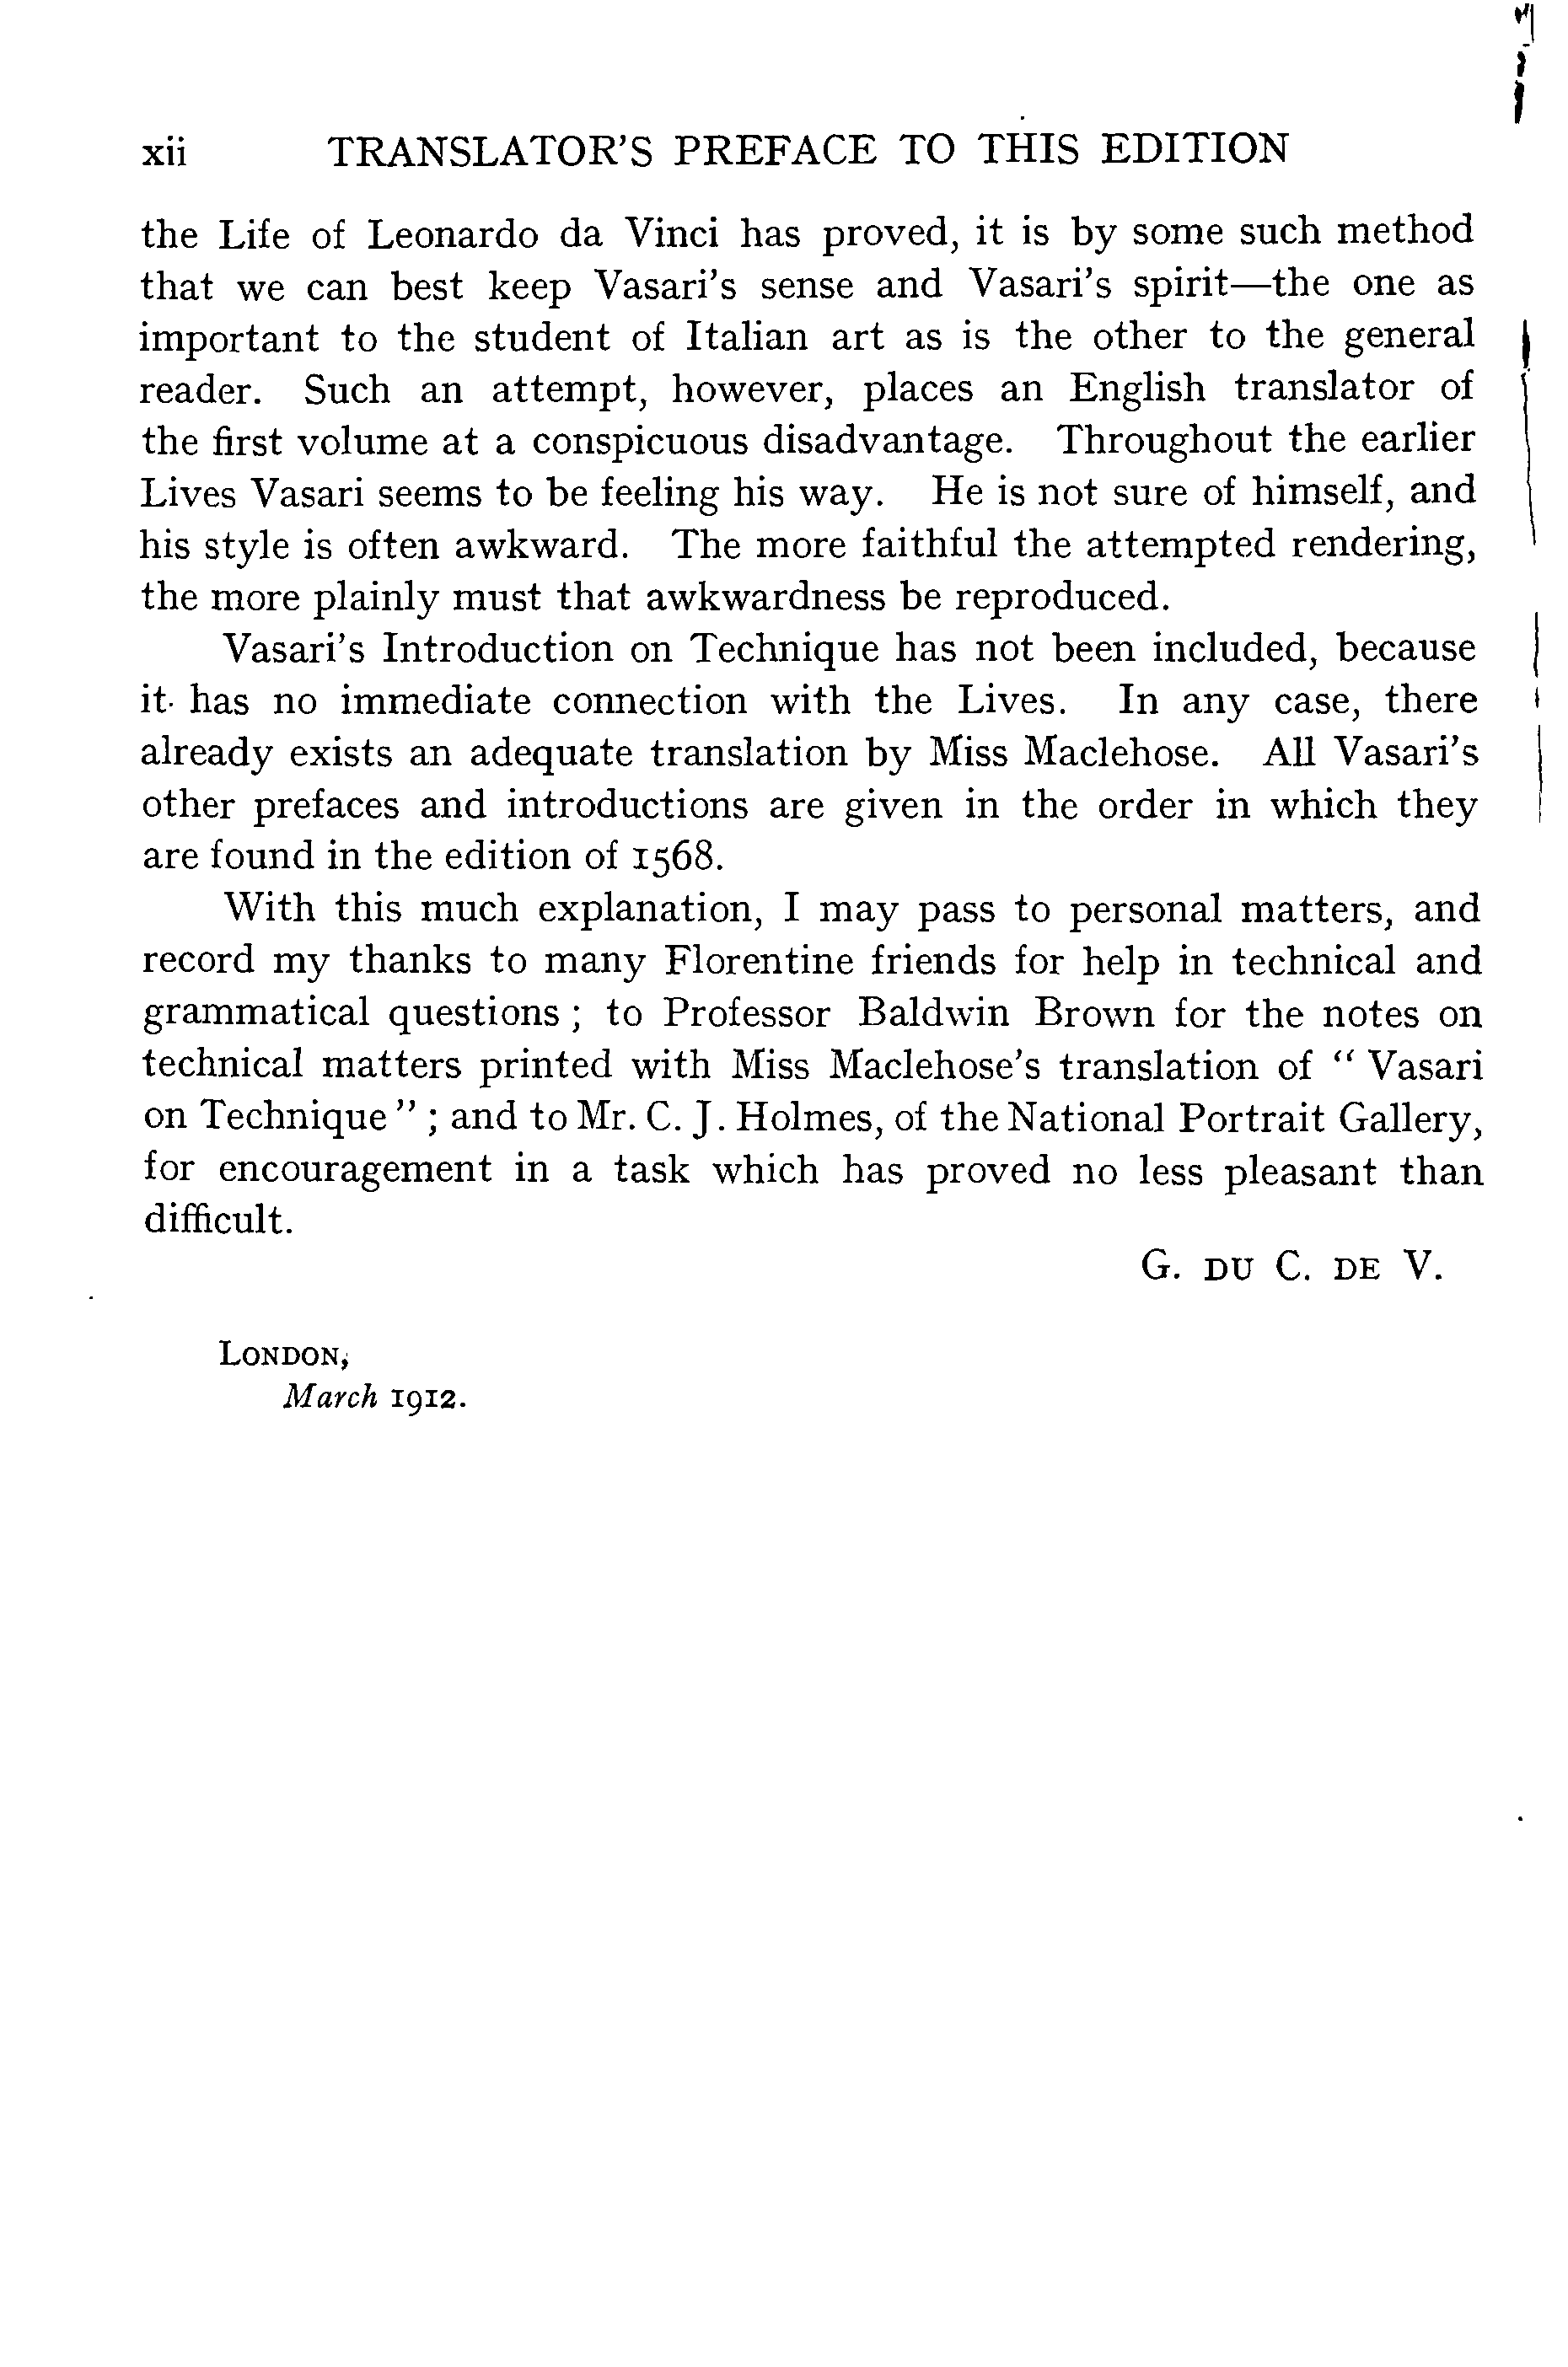 xii TRANSLATOR'S PREFACE TO THIS EDITION
the Life of Leonardo da Vinci has proved, it is by some such method
that we can best keep Vasari's sense and Vasari's spirit—the one as
important to the student of Italian art as is the other to the general
reader. Such an attempt, however, places an English translator of
the first volume at a conspicuous disadvantage. Throughout the earlier
Lives Vasari seems to be feeling his way. He is not sure of himself, and
his style is often awkward. The more faithful the attempted rendering,
the more plainly must that awkwardness be reproduced.
Vasari's Introduction on Technique has not been included, because
it has no immediate connection with the Lives. In any case, there
already exists an adequate translation by Miss Maclehose. All Vasari's
other prefaces and introductions are given in the order in which they
are found in the edition of 1568.
With this much explanation, I may pass to personal matters, and
record my thanks to many Florentine friends for help in technical and
grammatical questions; to Professor Baldwin Brown for the notes on
technical matters printed with Miss Maclehose's translation of "Vasari
on Technique"; and to Mr. C. J. Holmes, of the National Portrait Gallery,
for encouragement in a task which has proved no less pleasant than
difficult.
G. DU C. DE V.
LONDON,
March 1912.